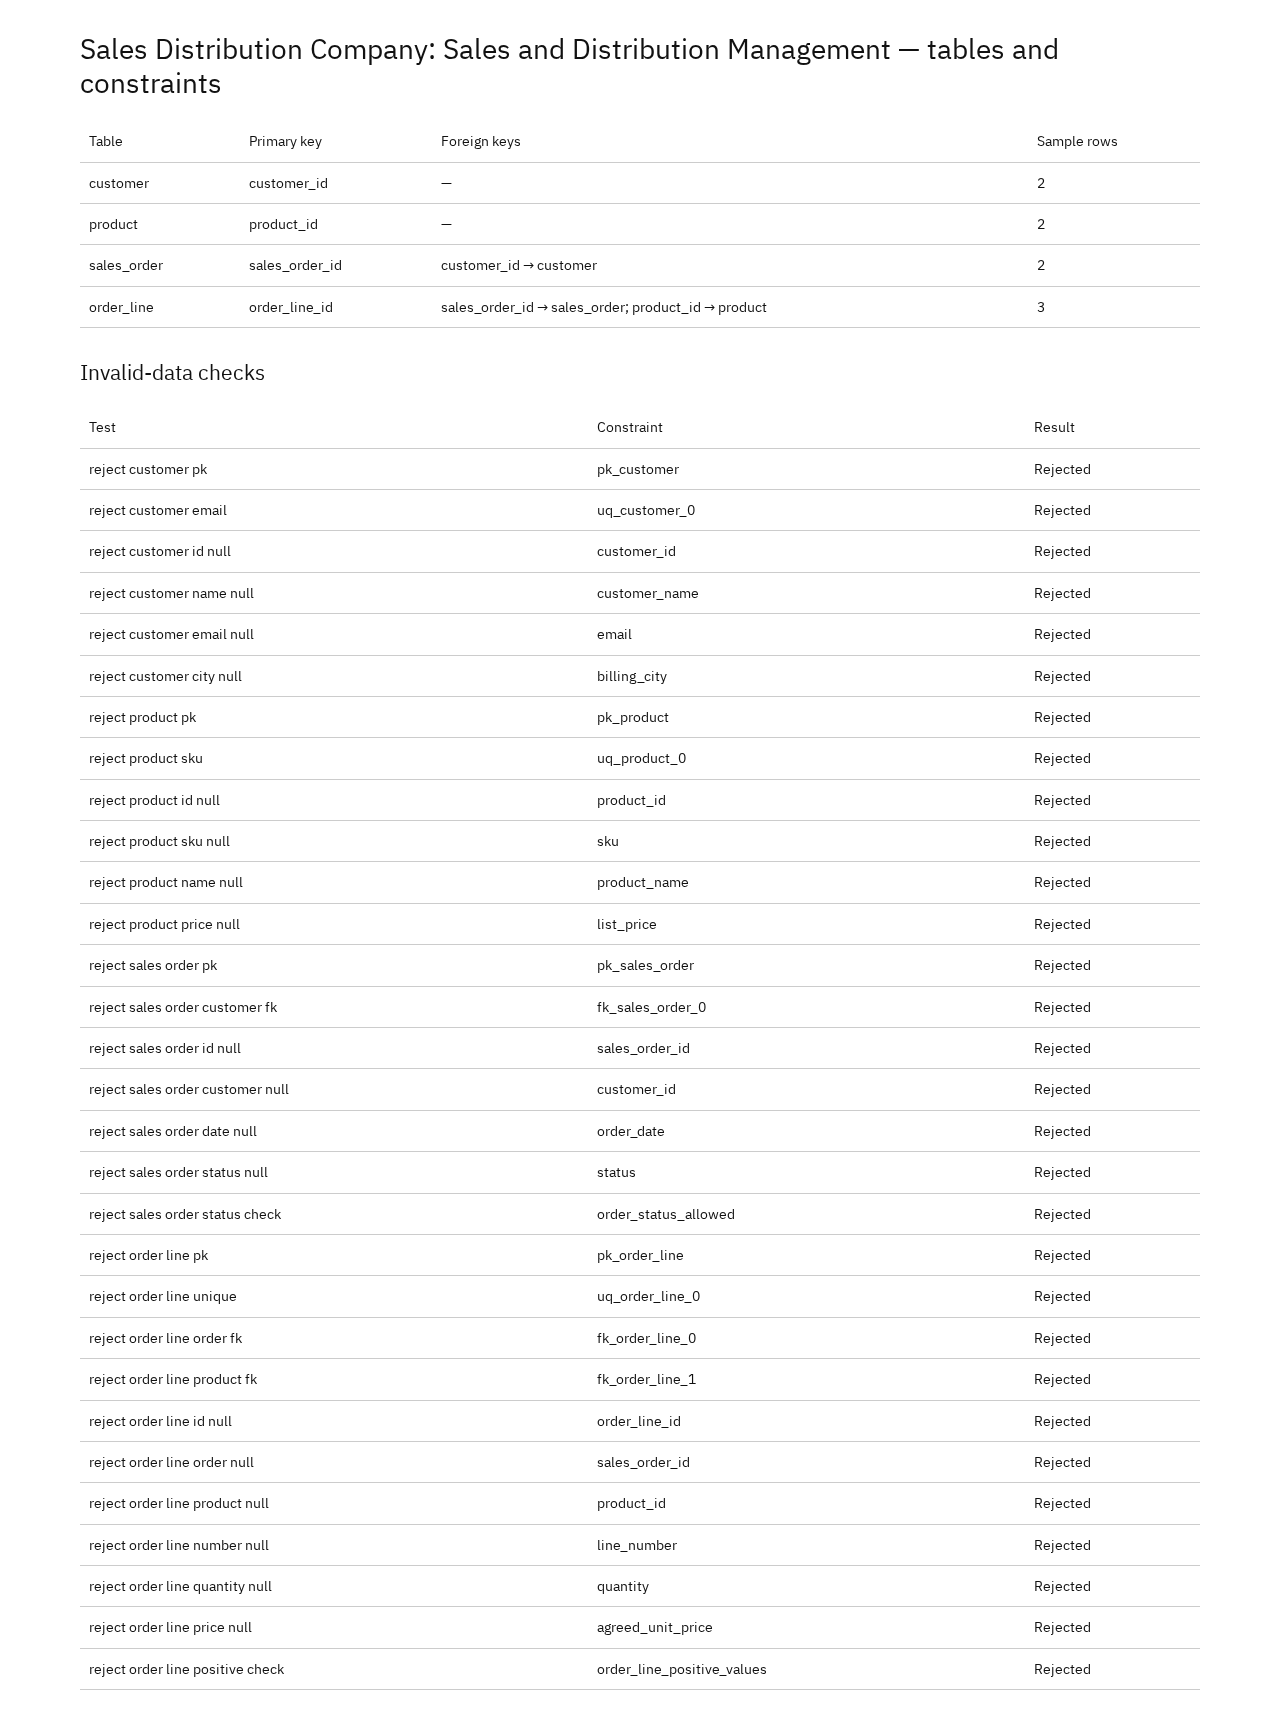 Sales Distribution Company: Sales and Distribution Management — tables and
constraints
Table Primary key Foreign keys Sample rows
customer customer_id — 2
product product_id — 2
sales_order sales_order_id customer_id → customer 2
order_line order_line_id sales_order_id → sales_order; product_id → product 3
Invalid-data checks
Test Constraint Result
reject customer pk pk_customer Rejected
reject customer email uq_customer_0 Rejected
reject customer id null customer_id Rejected
reject customer name null customer_name Rejected
reject customer email null email Rejected
reject customer city null billing_city Rejected
reject product pk pk_product Rejected
reject product sku uq_product_0 Rejected
reject product id null product_id Rejected
reject product sku null sku Rejected
reject product name null product_name Rejected
reject product price null list_price Rejected
reject sales order pk pk_sales_order Rejected
reject sales order customer fk fk_sales_order_0 Rejected
reject sales order id null sales_order_id Rejected
reject sales order customer null customer_id Rejected
reject sales order date null order_date Rejected
reject sales order status null status Rejected
reject sales order status check order_status_allowed Rejected
reject order line pk pk_order_line Rejected
reject order line unique uq_order_line_0 Rejected
reject order line order fk fk_order_line_0 Rejected
reject order line product fk fk_order_line_1 Rejected
reject order line id null order_line_id Rejected
reject order line order null sales_order_id Rejected
reject order line product null product_id Rejected
reject order line number null line_number Rejected
reject order line quantity null quantity Rejected
reject order line price null agreed_unit_price Rejected
reject order line positive check order_line_positive_values Rejected